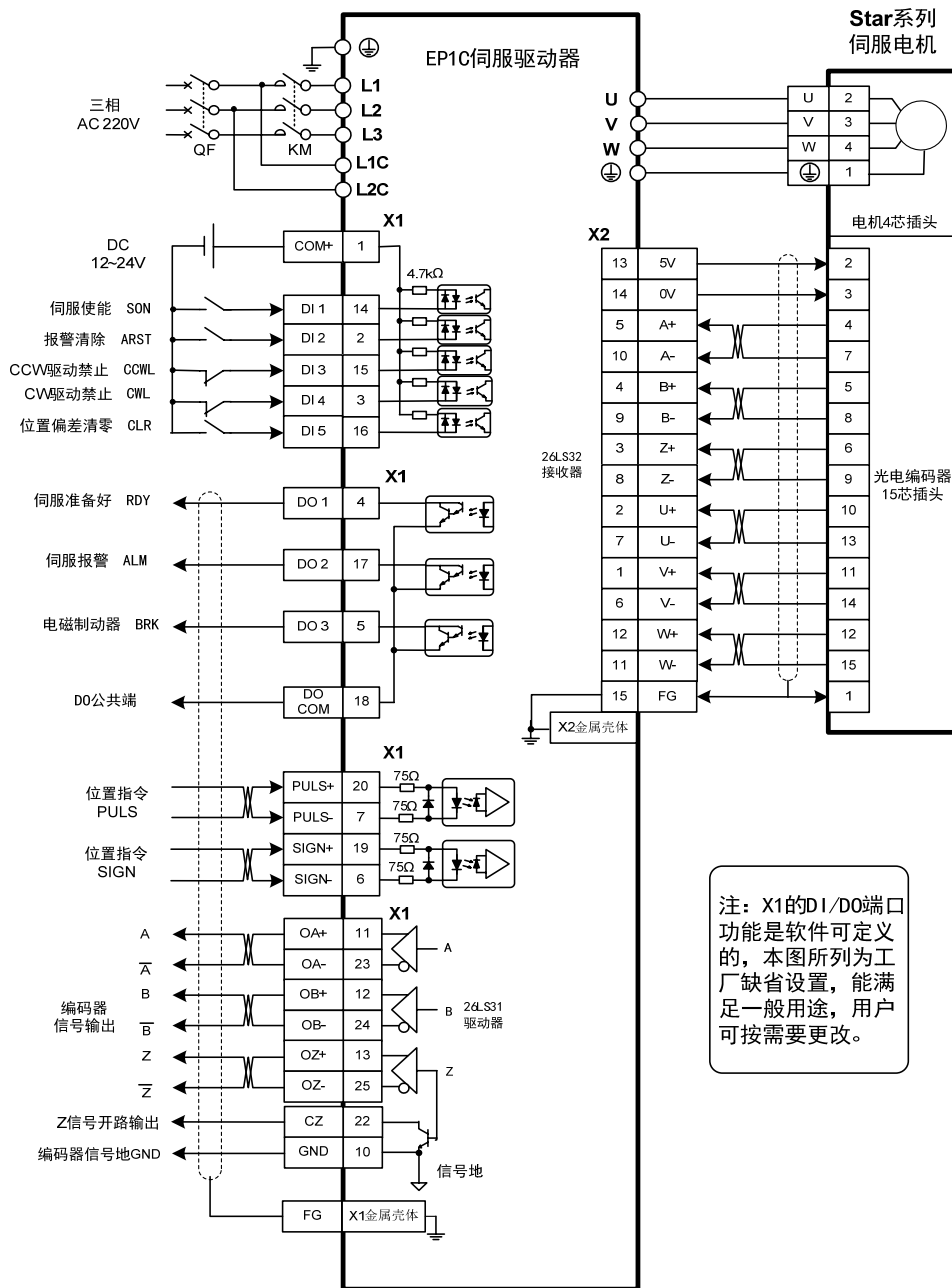 Star系列
伺服电机
EP1C伺服驱动器
三相
AC 220V
QF
KM
L1
L2
L3
L1C
L2C
U
V
W
U 2
V 3
W 4
1
电机4芯插头
X1
DC
12~24V
COM+ 1
4.7kΩ
伺服使能 SON DI 1 14
报警清除 ARST DI 2 2
CCW驱动禁止 CCWL DI 3 15
CW驱动禁止 CWL DI 4 3
位置偏差清零 CLR DI 5 16
X1
伺服准备好 RDY DO 1 4
伺服报警 ALM DO 2 17
电磁制动器 BRK DO 3 5
DO公共端 DO COM 18
X1
位置指令
PULS
PULS+ 20 75Ω
PULS- 7 75Ω
位置指令
SIGN
SIGN+ 19 75Ω
SIGN- 6 75Ω
X1
编码器
信号输出
A OA+ 11 A
A OA- 23
B OB+ 12 B
B OB- 24
Z OZ+ 13 Z
Z OZ- 25
26LS31
驱动器
Z信号开路输出 CZ 22
编码器信号地GND GND 10
信号地
FG X1金属壳体
X2
13 5V 2
14 0V 3
5 A+ 4
10 A- 7
4 B+ 5
9 B- 8
3 Z+ 6
8 Z- 9
2 U+ 10
7 U- 13
1 V+ 11
6 V- 14
12 W+ 12
11 W- 15
15 FG 1
X2金属壳体
26LS32
接收器
光电编码器
15芯插头
注：X1的DI/DO端口
功能是软件可定义
的，本图所列为工
厂缺省设置，能满
足一般用途，用户
可按需要更改。